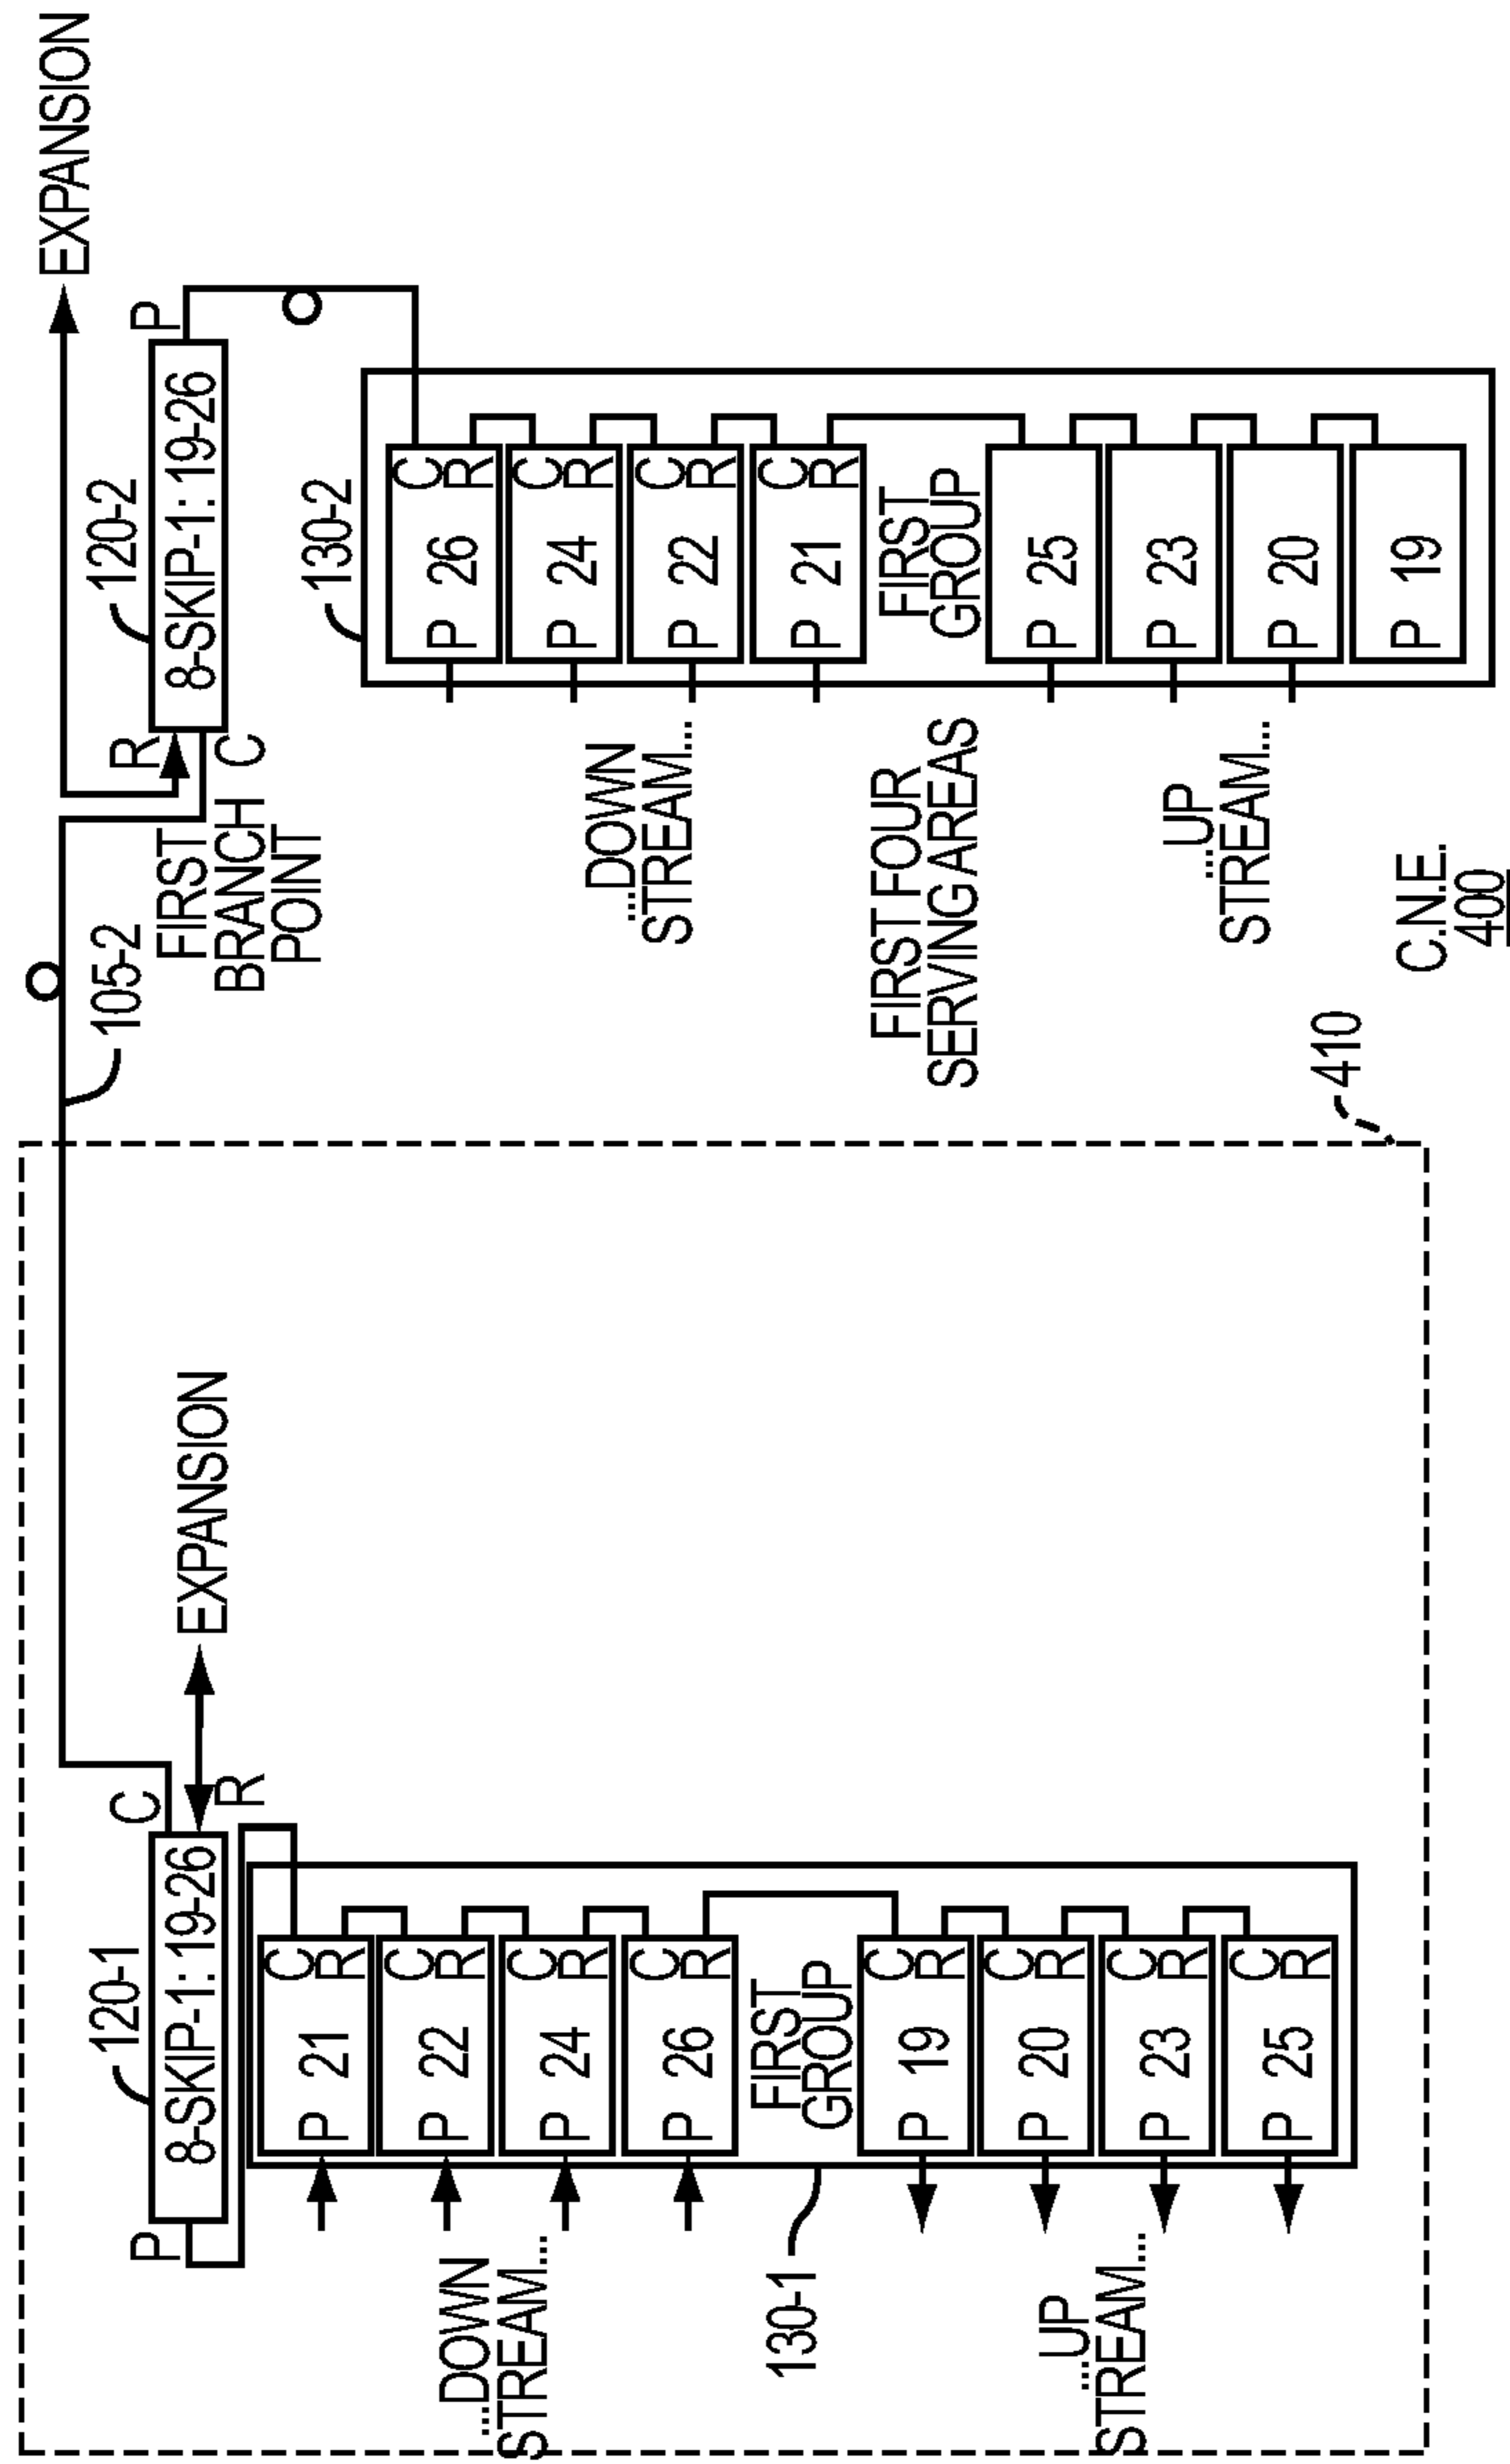 C
120-1
8-SKIP-1: 19-26
P
R
EXPANSION
C R
P 21
C R
P 22
C R
P 24
C R
P 26
FIRST
GROUP
C R
P 19
C R
P 20
C R
P 23
C R
P 25
...DOWN
STREAM...
130-1
...UP
STREAM...
410
105-2
FIRST
BRANCH
POINT
R
C
120-2
8-SKIP-1: 19-26
P
EXPANSION
130-2
C R
P 26
C R
P 24
C R
P 22
C R
P 21
FIRST
GROUP
P 25
P 23
P 20
P 19
...DOWN
STREAM...
FIRST FOUR
SERVING AREAS
...UP
STREAM...
C.N.E.
400